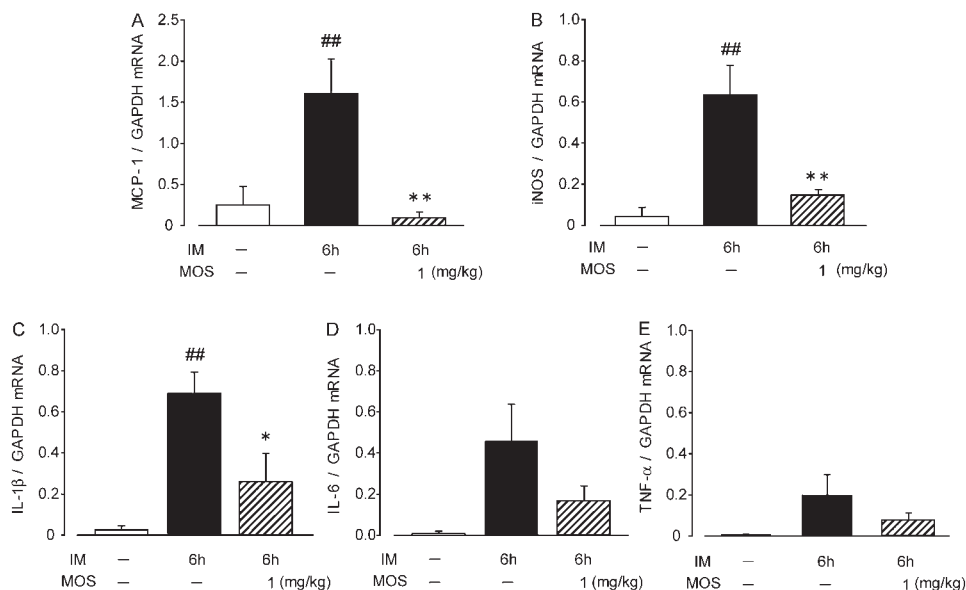 A
MCP-1 / GAPDH mRNA
2.5
2.0
1.5
1.0
0.5
0
##
**
IM – 6h 6h
MOS – – 1 (mg/kg)
B
iNOS / GAPDH mRNA
1.0
0.8
0.6
0.4
0.2
0
##
**
IM – 6h 6h
MOS – – 1 (mg/kg)
C
IL-1β / GAPDH mRNA
1.0
0.8
0.6
0.4
0.2
0.0
##
*
IM – 6h 6h
MOS – – 1 (mg/kg)
D
IL-6 / GAPDH mRNA
1.0
0.8
0.6
0.4
0.2
0.0
IM – 6h 6h
MOS – – 1 (mg/kg)
E
TNF-α / GAPDH mRNA
1.0
0.8
0.6
0.4
0.2
0
IM – 6h 6h
MOS – – 1 (mg/kg)